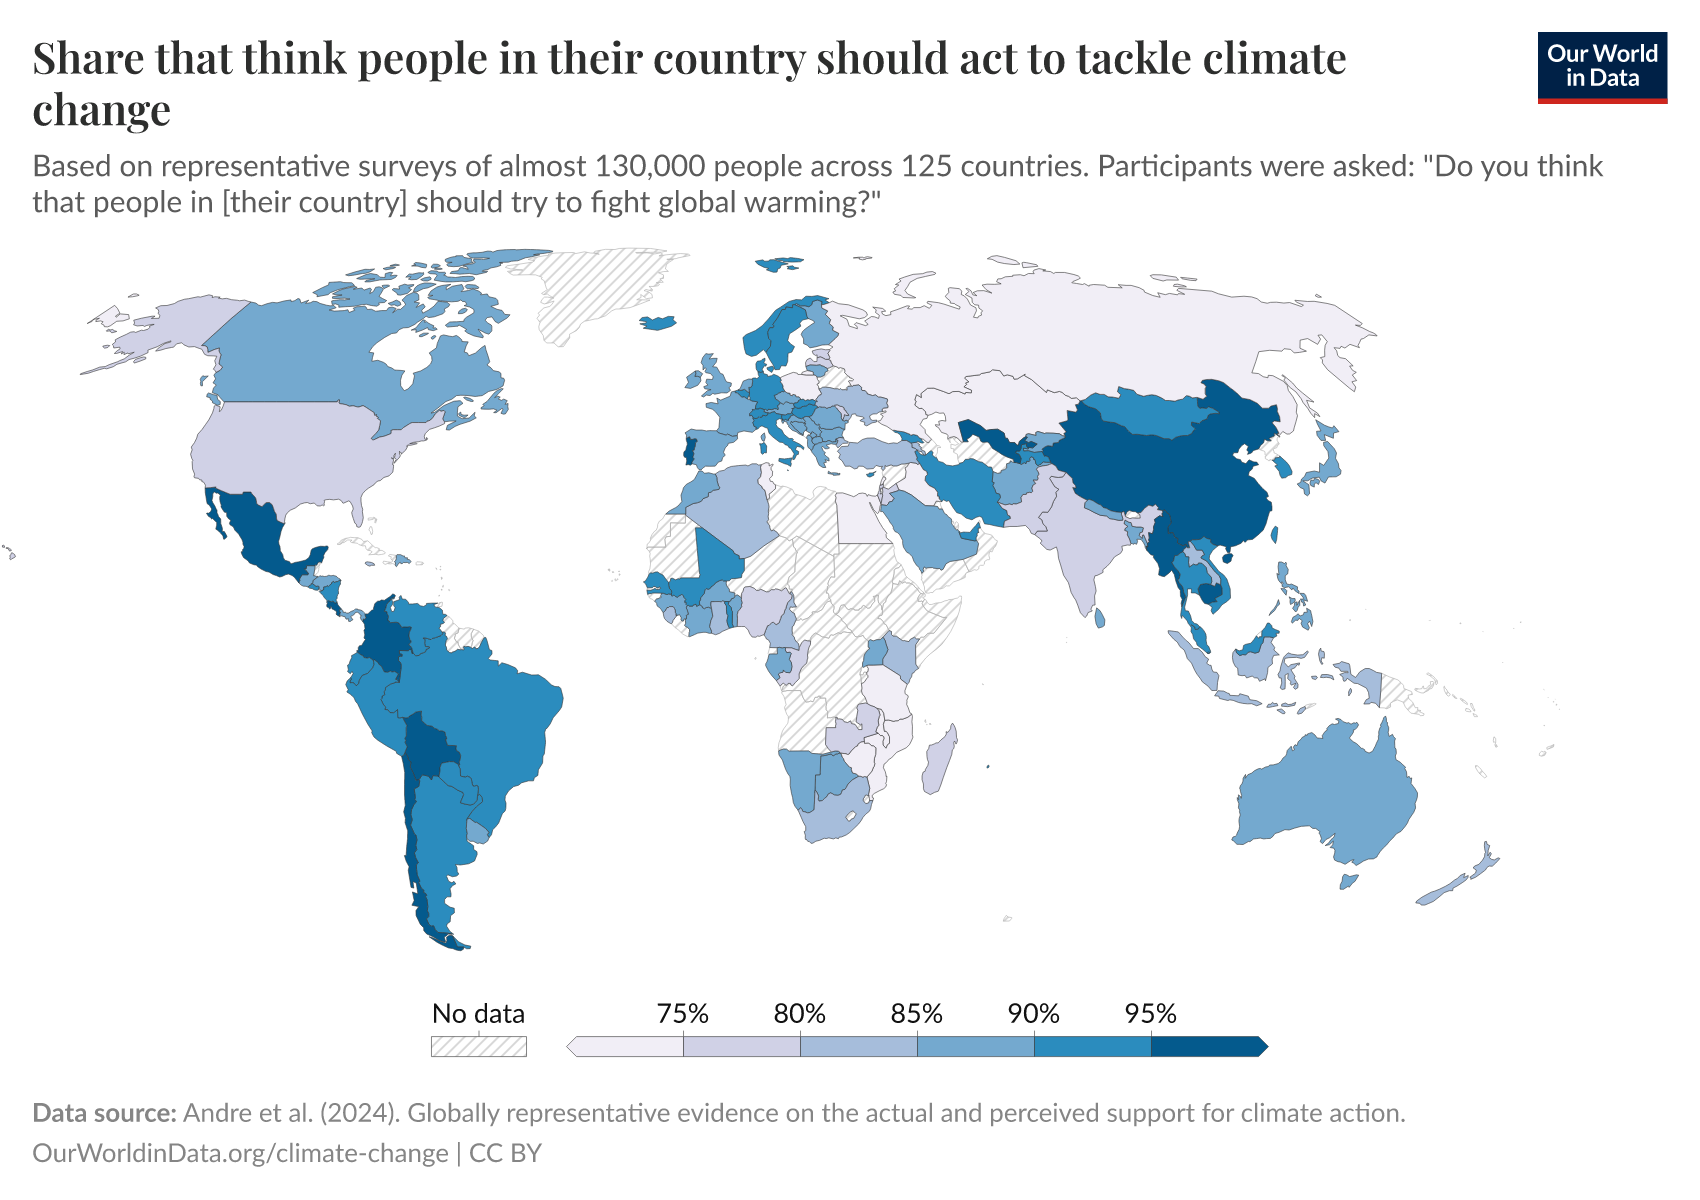 Share that think people in their country should act to tackle climate
change
Our World
in Data
Based on representative surveys of almost 130,000 people across 125 countries. Participants were asked: "Do you think
that people in [their country] should try to fight global warming?"
No data
75%
80%
85%
90%
95%
Data source: Andre et al. (2024). Globally representative evidence on the actual and perceived support for climate action.
OurWorldinData.org/climate-change | CC BY